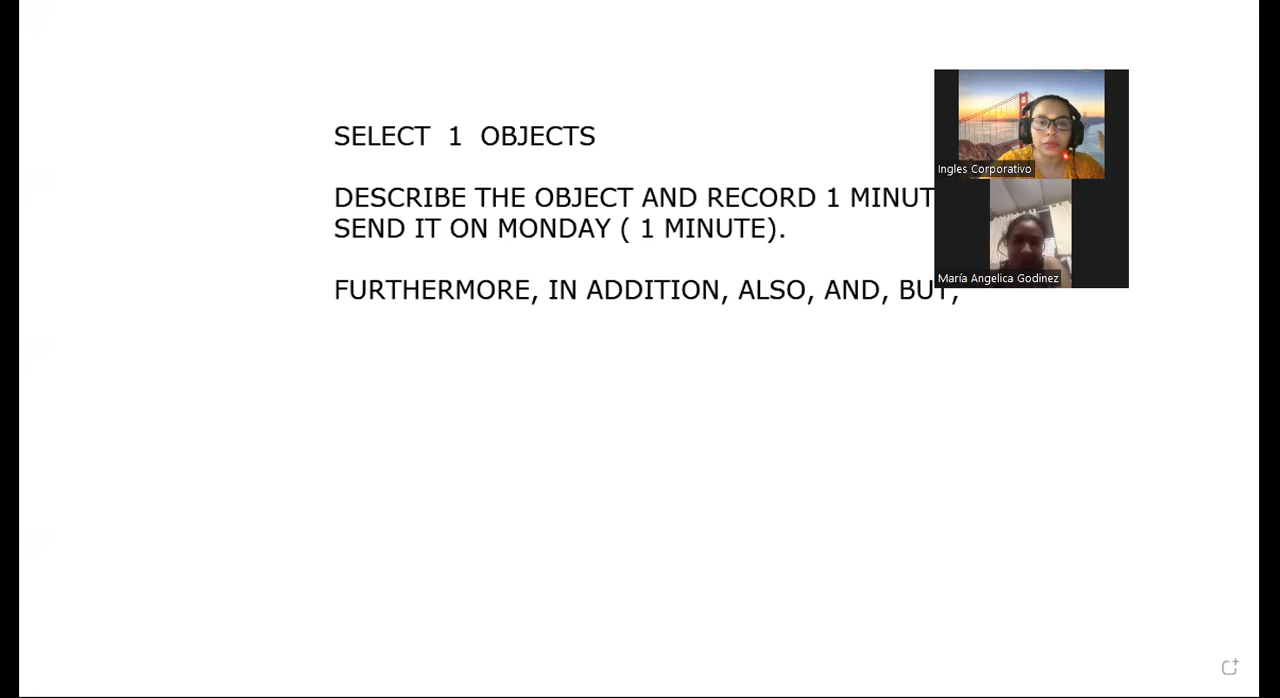 SELECT 1 OBJECTS
DESCRIBE THE OBJECT AND RECORD 1
SEND IT ON MONDAY ( 1 MINUTE).
FURTHERMORE, IN ADDITION, ALSO, AND, BUT,
Ingles Corporativo
María Angelica Godinez